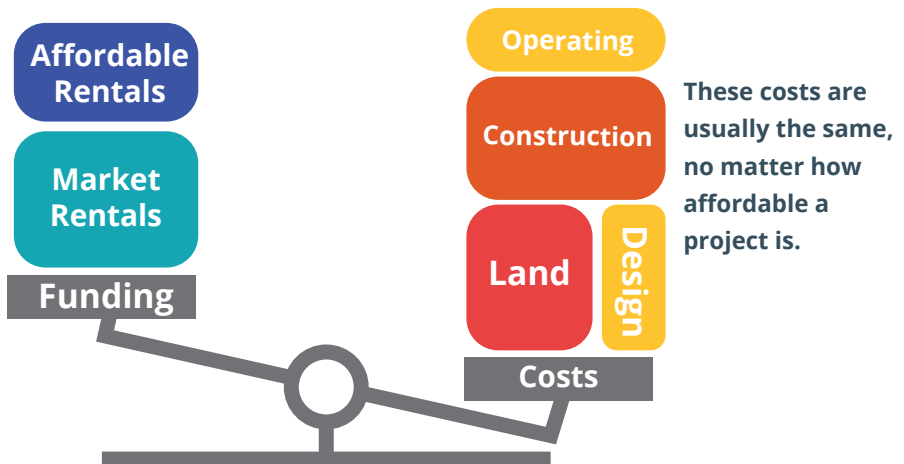 Affordable
Rentals
Market
Rentals
Funding
Operating
Construction
Land
Design
Costs
These costs are
usually the same,
no matter how
affordable a
project is.